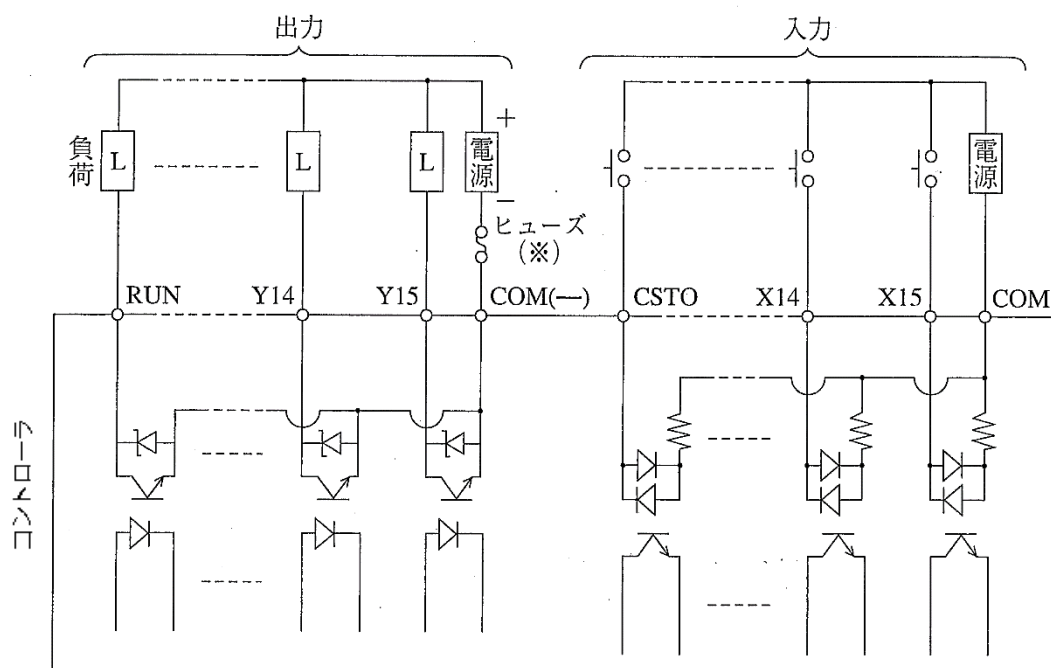 出力
入力
負荷
L
L
L
+
電源
−
ヒューズ
(※)
電源
RUN
Y14
Y15
COM(−)
CSTO
X14
X15
COM
コントローラ